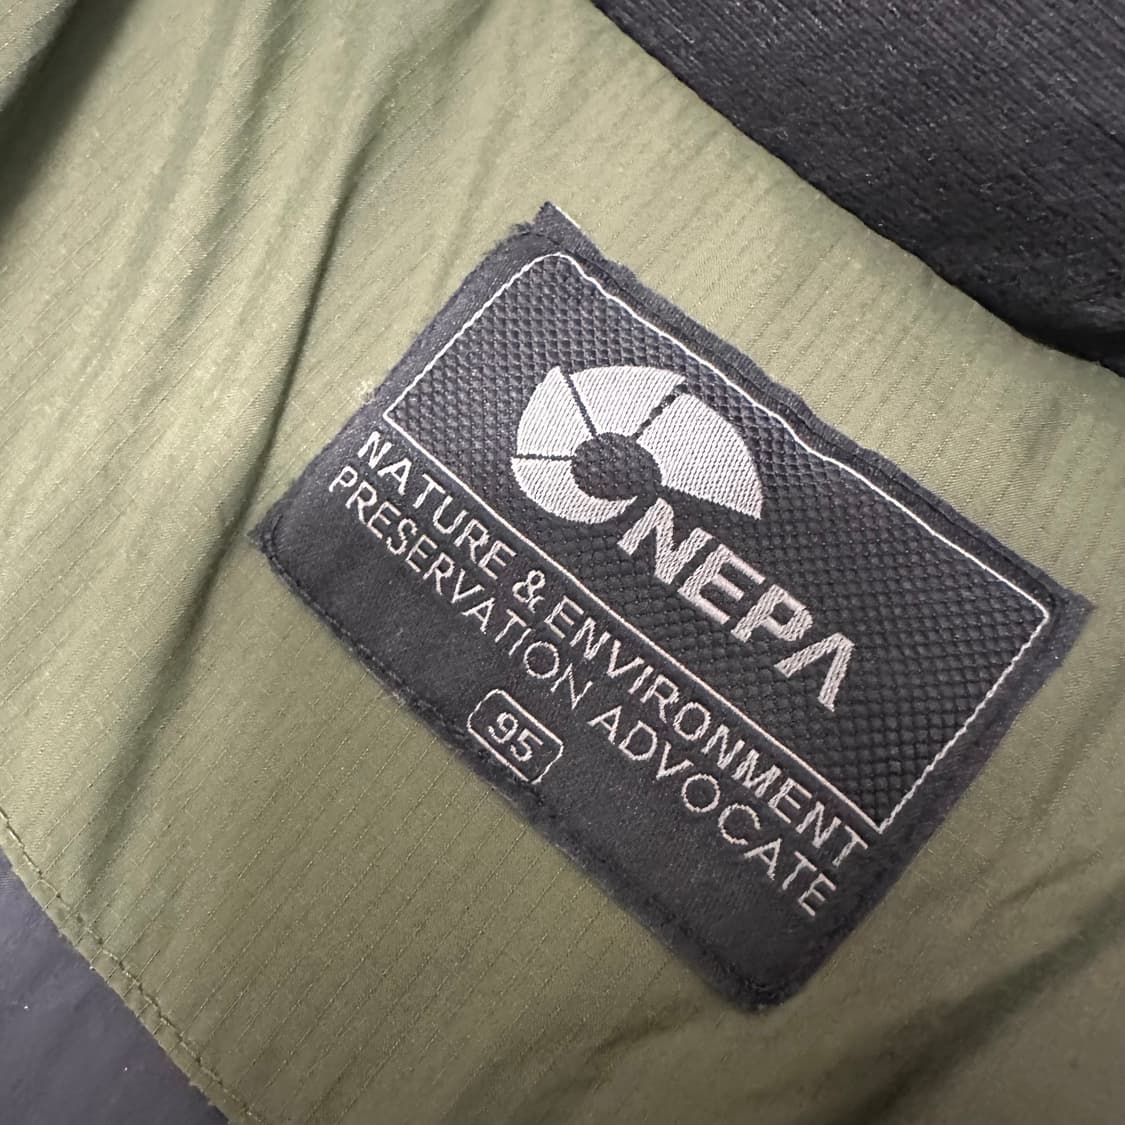 NEPA
NATURE & ENVIRONMENT
PRESERVATION ADVOCATE
95